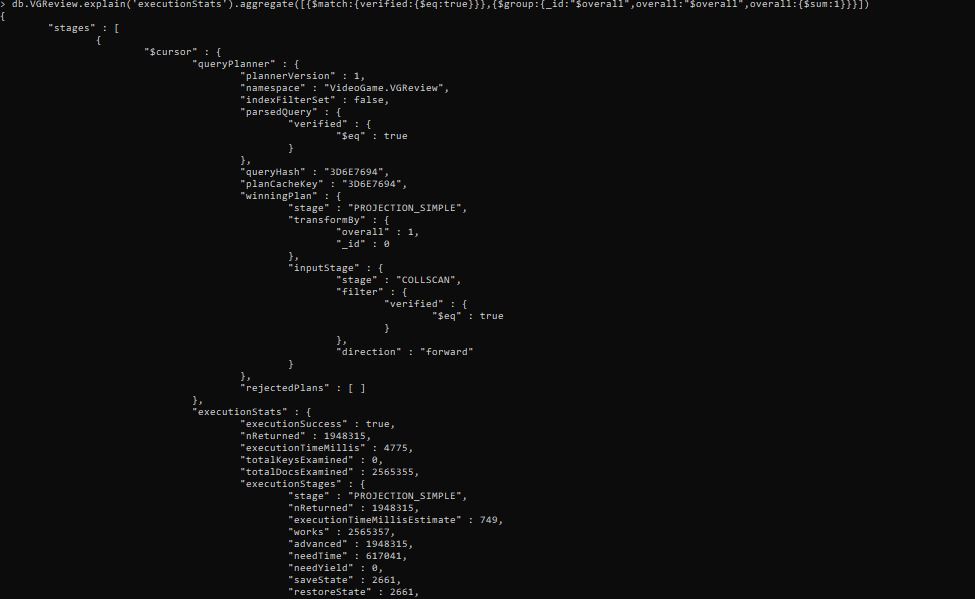 > db.VGReview.explain('executionStats').aggregate([{$match:{verified:{$eq:true}}},{$group:{_id:"$overall",overall:"$overall",overall:{$sum:1}}}])
{
"stages" : [
{
"$cursor" : {
"queryPlanner" : {
"plannerVersion" : 1,
"namespace" : "VideoGame.VGReview",
"indexFilterSet" : false,
"parsedQuery" : {
"verified" : {
"$eq" : true
}
},
"queryHash" : "3D6E7694",
"planCacheKey" : "3D6E7694",
"winningPlan" : {
"stage" : "PROJECTION_SIMPLE",
"transformBy" : {
"overall" : 1,
"_id" : 0
},
"inputStage" : {
"stage" : "COLLSCAN",
"filter" : {
"verified" : {
"$eq" : true
}
},
"direction" : "forward"
}
},
"rejectedPlans" : [ ]
},
"executionStats" : {
"executionSuccess" : true,
"nReturned" : 1948315,
"executionTimeMillis" : 4775,
"totalKeysExamined" : 0,
"totalDocsExamined" : 2565355,
"executionStages" : {
"stage" : "PROJECTION_SIMPLE",
"nReturned" : 1948315,
"executionTimeMillisEstimate" : 749,
"works" : 2565357,
"advanced" : 1948315,
"needTime" : 617041,
"needYield" : 0,
"saveState" : 2661,
"restoreState" : 2661,